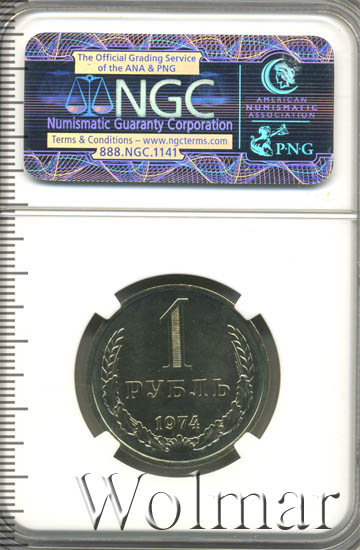 The Official Grading Service
of the ANA & PNG
NGC
Numismatic Guaranty Corporation
Terms & Conditions – www.ngcterms.com
888.NGC.1141
AMERICAN
NUMISMATIC
ASSOCIATION
P·N·G
1
РУБЛЬ
1974
Wolmar